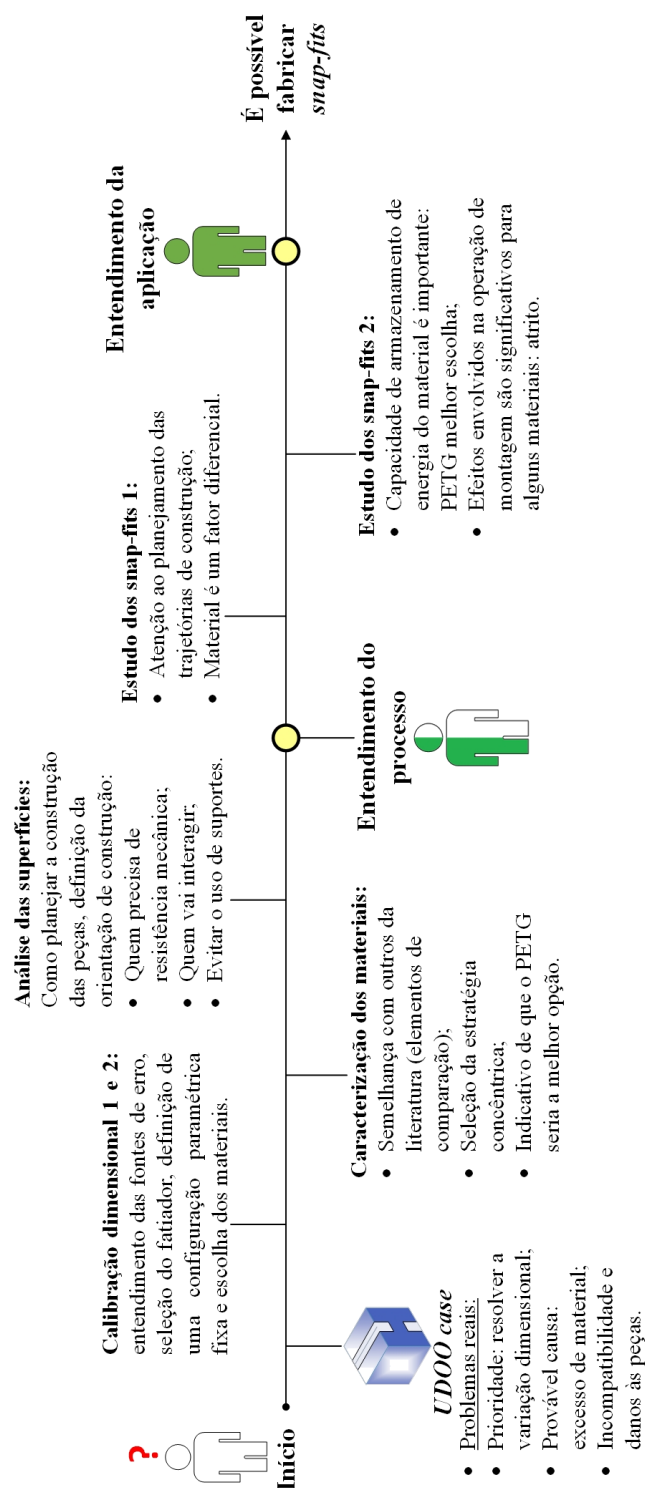 ?
Início
UDOO case
• Problemas reais:
• Prioridade: resolver a
variação dimensional;
• Provável causa:
excesso de material;
• Incompatibilidade e
danos às peças.
Calibração dimensional 1 e 2:
entendimento das fontes de erro,
seleção do fatiador, definição de
uma configuração paramétrica
fixa e escolha dos materiais.
Caracterização dos materiais:
• Semelhança com outros da
literatura (elementos de
comparação);
• Seleção da estratégia
concêntrica;
• Indicativo de que o PETG
seria a melhor opção.
Análise das superfícies:
Como planejar a construção
das peças, definição da
orientação de construção:
• Quem precisa de
resistência mecânica;
• Quem vai interagir;
• Evitar o uso de suportes.
Entendimento do
processo
Estudo dos snap-fits 1:
• Atenção ao planejamento das
trajetórias de construção;
• Material é um fator diferencial.
Estudo dos snap-fits 2:
• Capacidade de armazenamento de
energia do material é importante:
PETG melhor escolha;
• Efeitos envolvidos na operação de
montagem são significativos para
alguns materiais: atrito.
Entendimento da
aplicação
É possível
fabricar
snap-fits